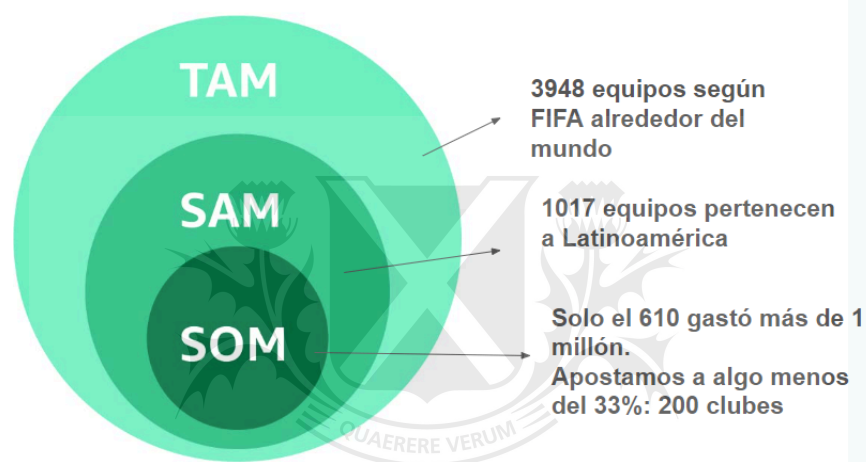 TAM
3948 equipos según
FIFA alrededor del
mundo
SAM
1017 equipos pertenecen
a Latinoamérica
SOM
Solo el 610 gastó más de 1
millón.
Apostamos a algo menos
del 33%: 200 clubes
QUAERERE VERUM